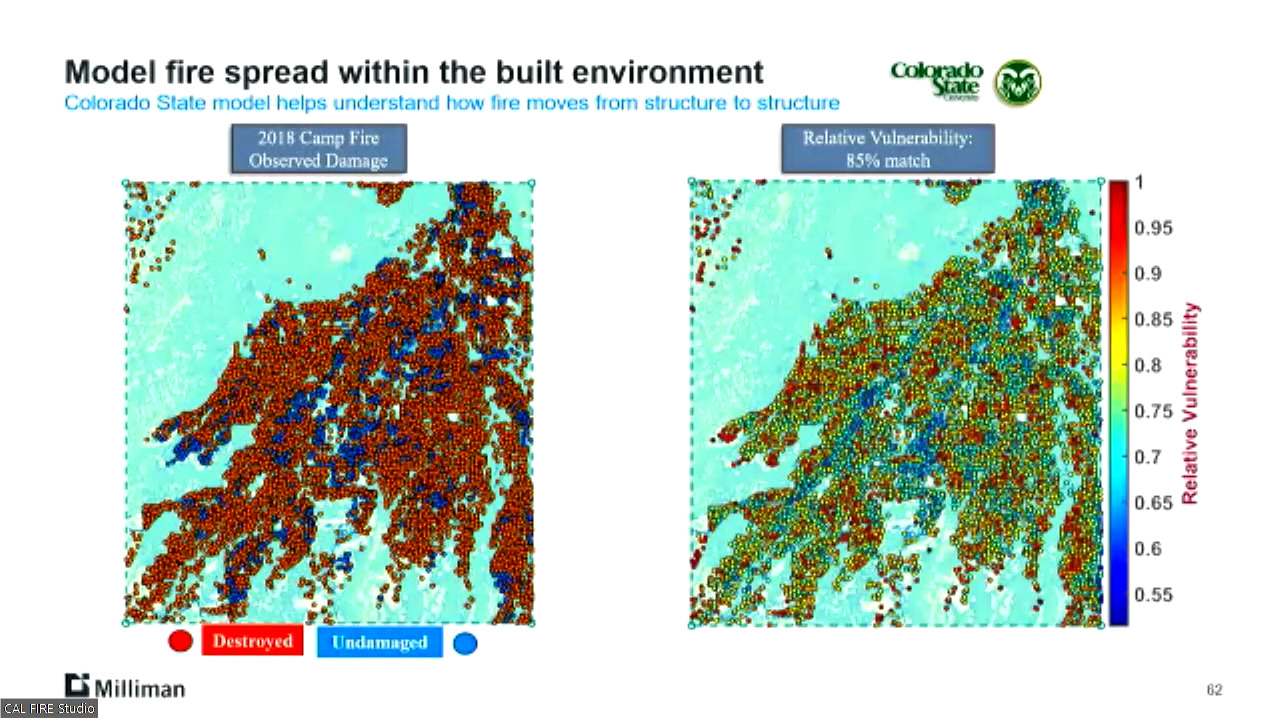 Model fire spread within the built environment
Colorado State model helps understand how fire moves from structure to structure
Colorado
State
University
2018 Camp Fire
Observed Damage
Relative Vulnerability:
85% match
1
0.95
0.9
0.85
0.8
0.75
0.7
0.65
0.6
0.55
Relative Vulnerability
Destroyed
Undamaged
Milliman
CAL FIRE Studio
62